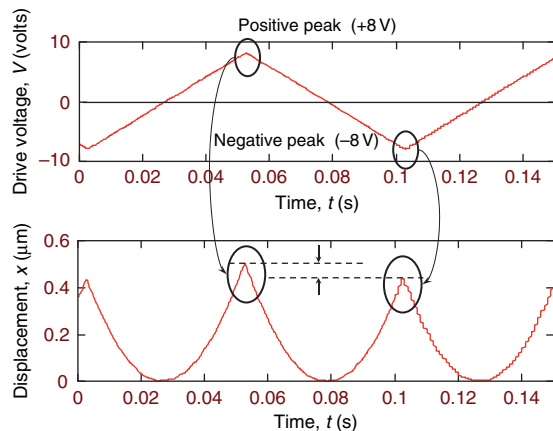 Positive peak (+8 V)
Drive voltage, V (volts)
10
0
–10
Negative peak (–8 V)
0 0.02 0.04 0.06 0.08 0.1 0.12 0.14
Time, t (s)
Displacement, x (μm)
0.6
0.4
0.2
0
0 0.02 0.04 0.06 0.08 0.1 0.12 0.14
Time, t (s)